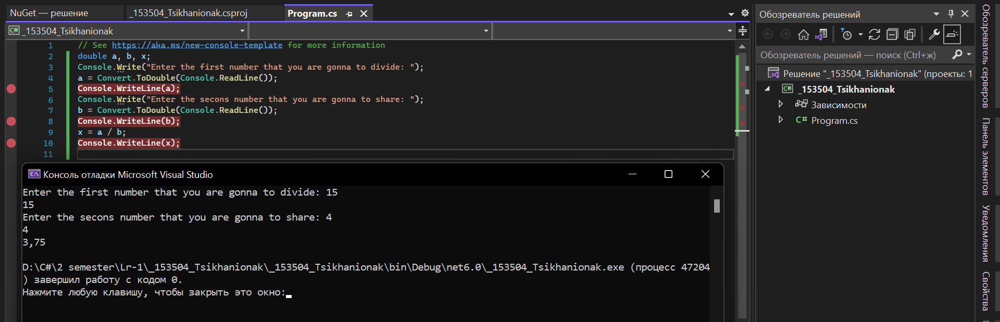 NuGet — решение
_153504_Tsikhanionak.csproj
Program.cs
C# _153504_Tsikhanionak
1 // See https://aka.ms/new-console-template for more information
2 double a, b, x;
3 Console.Write("Enter the first number that you are gonna to divide: ");
4 a = Convert.ToDouble(Console.ReadLine());
5 Console.WriteLine(a);
6 Console.Write("Enter the secons number that you are gonna to share: ");
7 b = Convert.ToDouble(Console.ReadLine());
8 Console.WriteLine(b);
9 x = a / b;
10 Console.WriteLine(x);
11
Консоль отладки Microsoft Visual Studio
Enter the first number that you are gonna to divide: 15
15
Enter the secons number that you are gonna to share: 4
4
3,75
D:\C#\2 semester\Lr-1\_153504_Tsikhanionak\_153504_Tsikhanionak\bin\Debug\net6.0\_153504_Tsikhanionak.exe (процесс 47204
) завершил работу с кодом 0.
Нажмите любую клавишу, чтобы закрыть это окно:
Обозреватель решений
Обозреватель решений — поиск (Ctrl+ж)
Решение "_153504_Tsikhanionak" (проекты: 1
C# _153504_Tsikhanionak
Зависимости
C# Program.cs
Обозреватель серверов
Панель элементов
Уведомления
Свойства